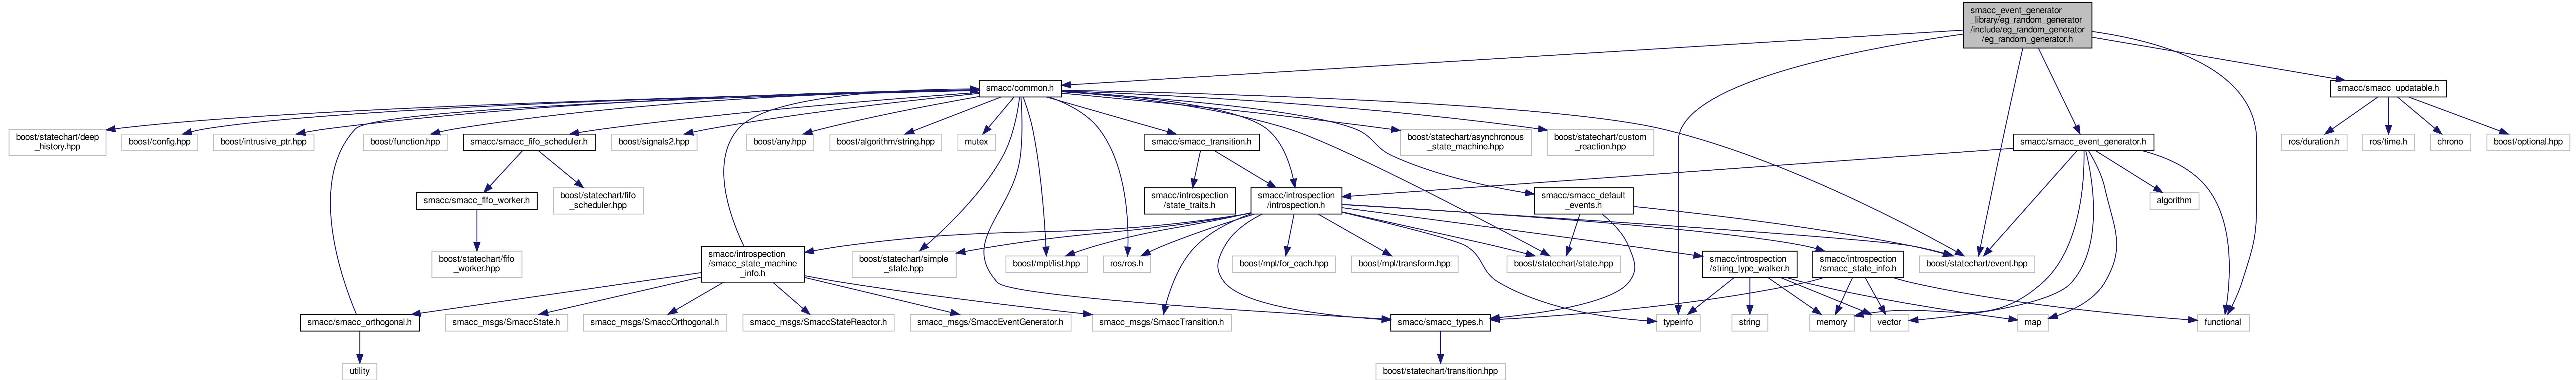 smacc_event_generator
_library/eg_random_generator
/include/eg_random_generator
/eg_random_generator.h
smacc/common.h
smacc/smacc_updatable.h
boost/statechart/deep
_history.hpp
boost/config.hpp
boost/intrusive_ptr.hpp
boost/function.hpp
smacc/smacc_fifo_scheduler.h
boost/signals2.hpp
boost/any.hpp
boost/algorithm/string.hpp
mutex
smacc/smacc_transition.h
boost/statechart/asynchronous
_state_machine.hpp
boost/statechart/custom
_reaction.hpp
smacc/smacc_event_generator.h
ros/duration.h
ros/time.h
chrono
boost/optional.hpp
smacc/smacc_fifo_worker.h
boost/statechart/fifo
_scheduler.hpp
smacc/introspection
/state_traits.h
smacc/introspection
/introspection.h
smacc/smacc_default
_events.h
algorithm
boost/statechart/fifo
_worker.hpp
smacc/introspection
/smacc_state_machine
_info.h
boost/statechart/simple
_state.hpp
boost/mpl/list.hpp
ros/ros.h
boost/mpl/for_each.hpp
boost/mpl/transform.hpp
boost/statechart/state.hpp
smacc/introspection
/string_type_walker.h
smacc/introspection
/smacc_state_info.h
boost/statechart/event.hpp
smacc/smacc_orthogonal.h
smacc_msgs/SmaccState.h
smacc_msgs/SmaccOrthogonal.h
smacc_msgs/SmaccStateReactor.h
smacc_msgs/SmaccEventGenerator.h
smacc_msgs/SmaccTransition.h
smacc/smacc_types.h
typeinfo
string
memory
vector
map
functional
utility
boost/statechart/transition.hpp